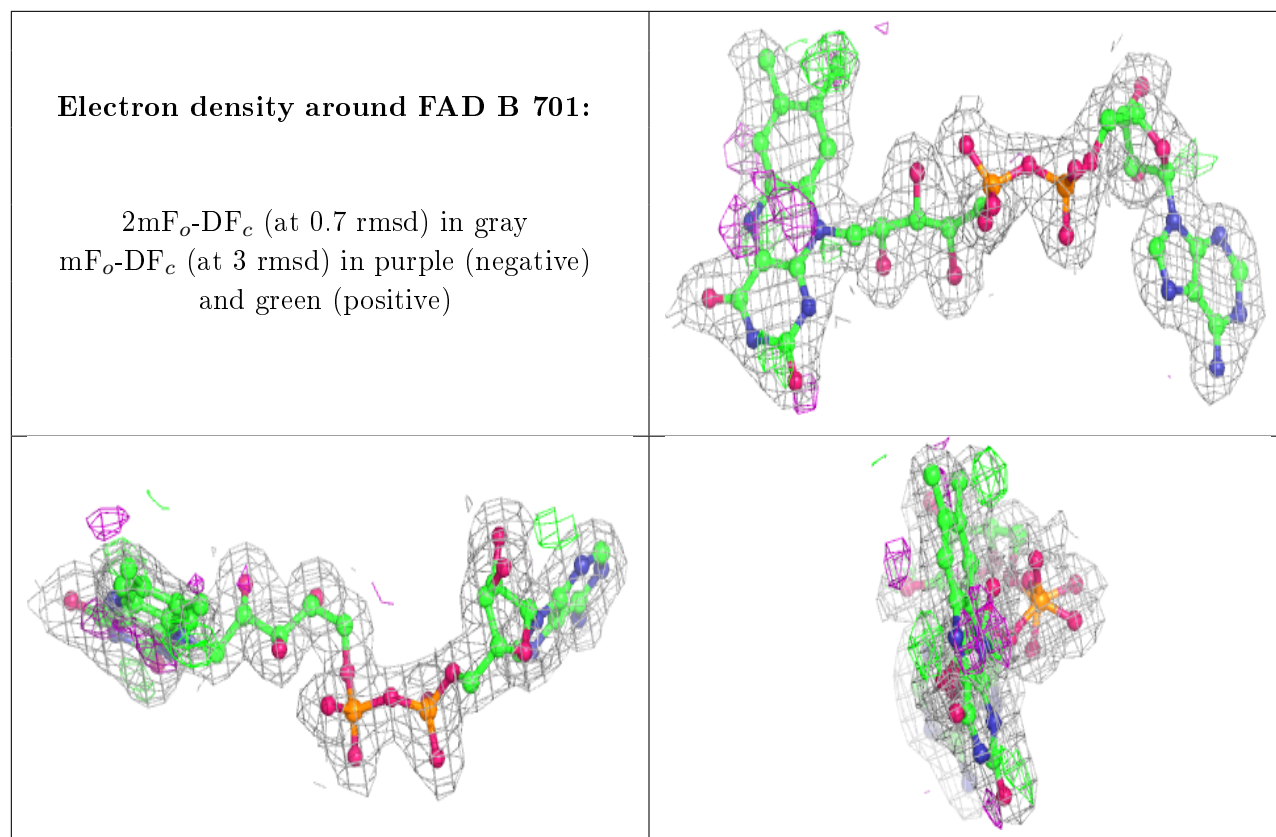 Electron density around FAD B 701:
2mFo-DFc (at 0.7 rmsd) in gray
mFo-DFc (at 3 rmsd) in purple (negative)
and green (positive)